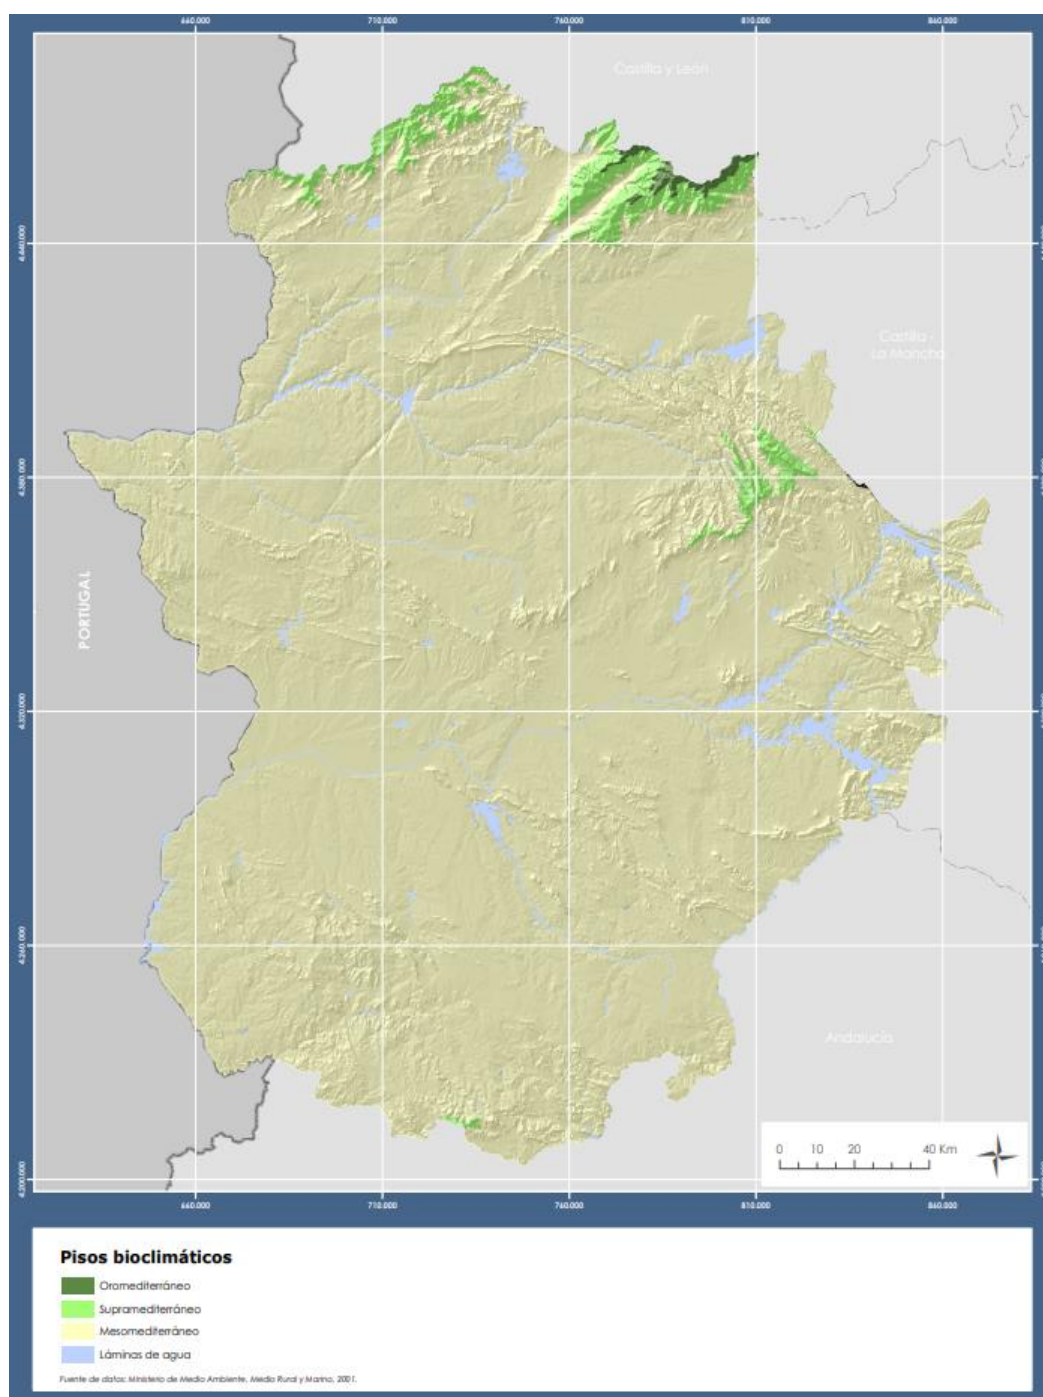 660.000 710.000 760.000 810.000 860.000
Castilla y León
4.440.000
Castilla -
La Mancha
4.380.000
PORTUGAL
4.320.000
4.260.000
Andalucía
0 10 20 40 Km
4.200.000
660.000 710.000 760.000 810.000 860.000
Pisos bioclimáticos
Oromediterráneo
Supramediterráneo
Mesomediterráneo
Láminas de agua
Fuente de datos: Ministerio de Medio Ambiente, Medio Rural y Marino, 2001.